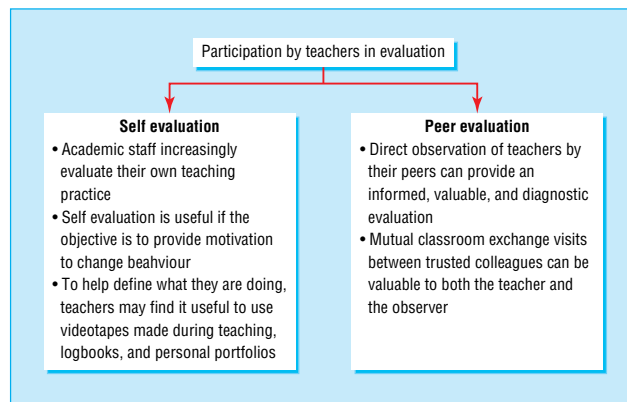 Participation by teachers in evaluation
Self evaluation
• Academic staff increasingly
evaluate their own teaching
practice
• Self evaluation is useful if the
objective is to provide motivation
to change beahviour
• To help define what they are doing,
teachers may find it useful to use
videotapes made during teaching,
logbooks, and personal portfolios
Peer evaluation
• Direct observation of teachers by
their peers can provide an
informed, valuable, and diagnostic
evaluation
• Mutual classroom exchange visits
between trusted colleagues can be
valuable to both the teacher and
the observer